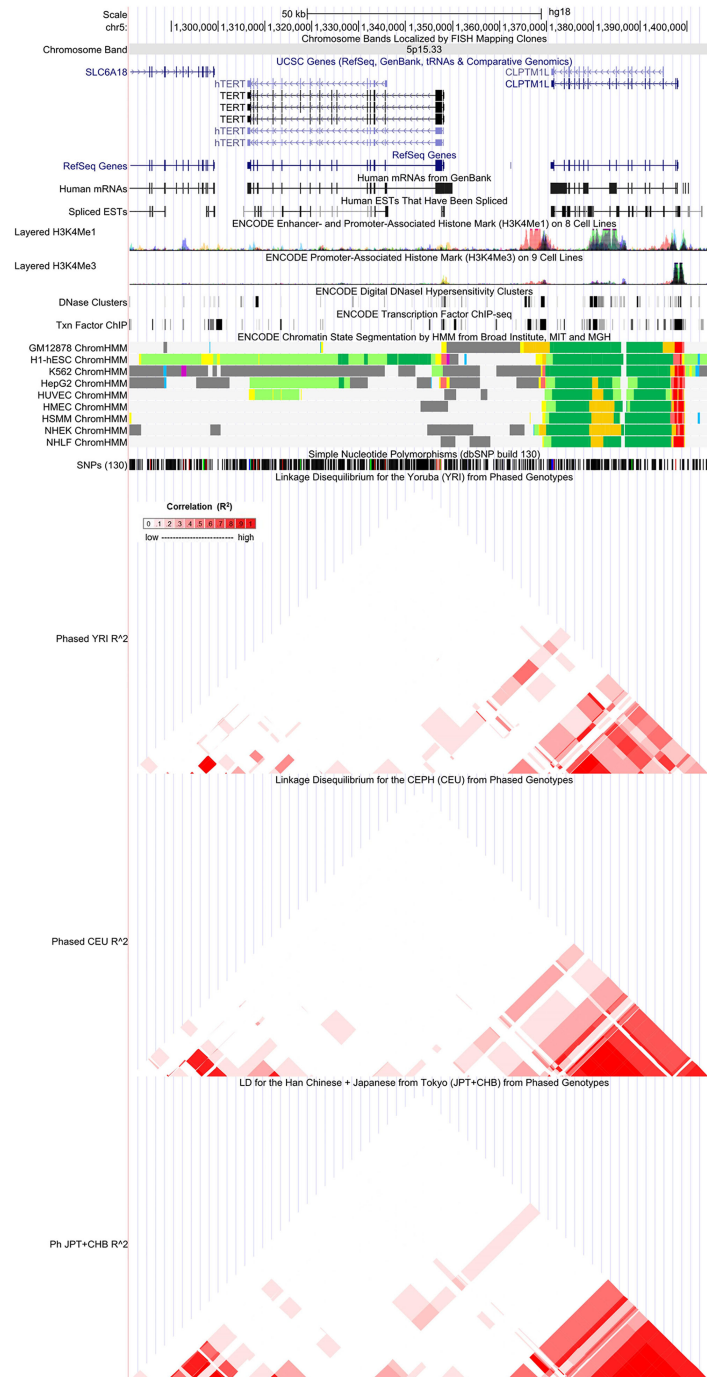 Scale 50 kb hg18
chr5: 1,300,000 1,310,000 1,320,000 1,330,000 1,340,000 1,350,000 1,360,000 1,370,000 1,380,000 1,390,000 1,400,000
Chromosome Bands Localized by FISH Mapping Clones
Chromosome Band 5p15.33
UCSC Genes (RefSeq, GenBank, tRNAs & Comparative Genomics)
SLC6A18 CLPTM1L
hTERT CLPTM1L
TERT
TERT
TERT
hTERT
hTERT
RefSeq Genes
RefSeq Genes
Human mRNAs from GenBank
Human mRNAs
Human ESTs That Have Been Spliced
Spliced ESTs
ENCODE Enhancer- and Promoter-Associated Histone Mark (H3K4Me1) on 8 Cell Lines
Layered H3K4Me1
ENCODE Promoter-Associated Histone Mark (H3K4Me3) on 9 Cell Lines
Layered H3K4Me3
ENCODE Digital DNaseI Hypersensitivity Clusters
DNase Clusters
ENCODE Transcription Factor ChIP-seq
Txn Factor ChIP
ENCODE Chromatin State Segmentation by HMM from Broad Institute, MIT and MGH
GM12878 ChromHMM
H1-hESC ChromHMM
K562 ChromHMM
HepG2 ChromHMM
HUVEC ChromHMM
HMEC ChromHMM
HSMM ChromHMM
NHEK ChromHMM
NHLF ChromHMM
Simple Nucleotide Polymorphisms (dbSNP build 130)
SNPs (130)
Linkage Disequilibrium for the Yoruba (YRI) from Phased Genotypes
Correlation (R²)
0 .1 .2 .3 .4 .5 .6 .7 .8 .9 1.
low ------------------------ high
Phased YRI R^2
Linkage Disequilibrium for the CEPH (CEU) from Phased Genotypes
Phased CEU R^2
LD for the Han Chinese + Japanese from Tokyo (JPT+CHB) from Phased Genotypes
Ph JPT+CHB R^2